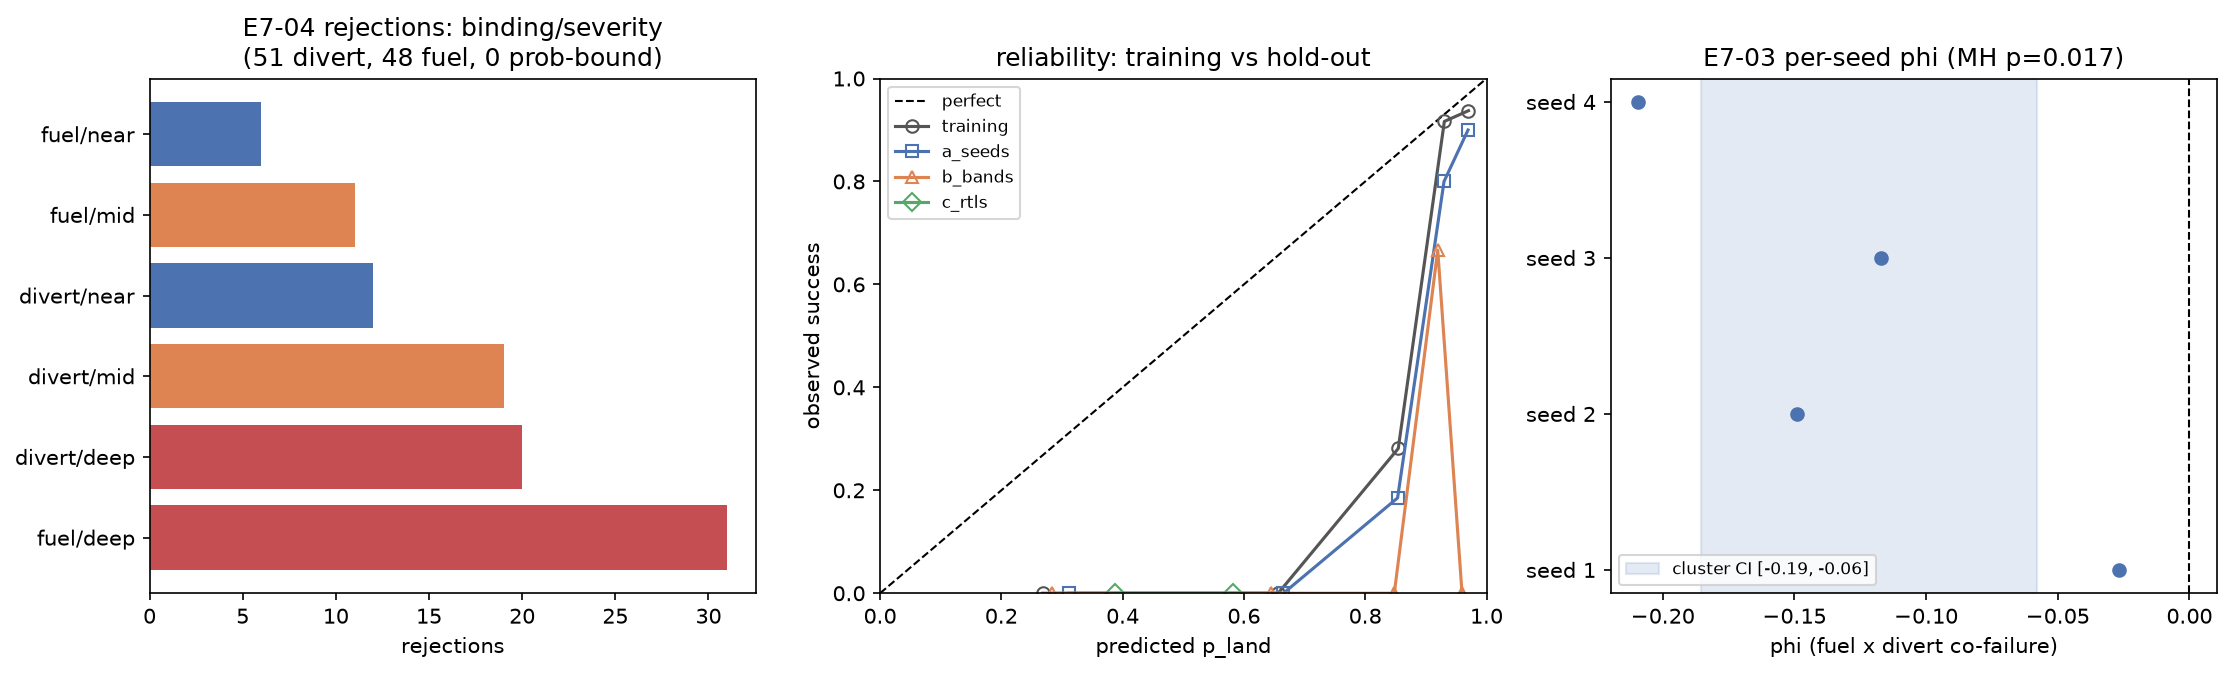 E7-04 rejections: binding/severity
(51 divert, 48 fuel, 0 prob-bound)
fuel/near
fuel/mid
divert/near
divert/mid
divert/deep
fuel/deep
0 5 10 15 20 25 30
rejections
reliability: training vs hold-out
perfect
training
a_seeds
b_bands
c_rtls
1.0
0.8
0.6
0.4
0.2
0.0
observed success
0.0 0.2 0.4 0.6 0.8 1.0
predicted p_land
E7-03 per-seed phi (MH p=0.017)
seed 4
seed 3
seed 2
seed 1
cluster CI [-0.19, -0.06]
−0.20 −0.15 −0.10 −0.05 0.00
phi (fuel x divert co-failure)